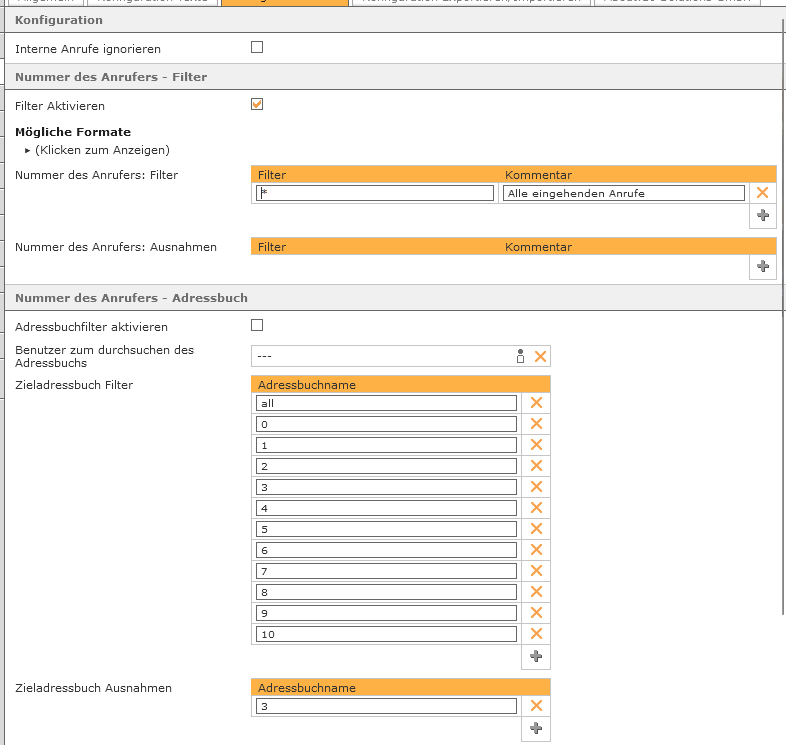 Konfiguration
Interne Anrufe ignorieren
Nummer des Anrufers - Filter
Filter Aktivieren
Mögliche Formate
(Klicken zum Anzeigen)
Nummer des Anrufers: Filter
Filter Kommentar
* Alle eingehenden Anrufe
Nummer des Anrufers: Ausnahmen
Filter Kommentar
Nummer des Anrufers - Adressbuch
Adressbuchfilter aktivieren
Benutzer zum durchsuchen des
Adressbuchs
---
Zieladressbuch Filter
Adressbuchname
all
0
1
2
3
4
5
6
7
8
9
10
Zieladressbuch Ausnahmen
Adressbuchname
3